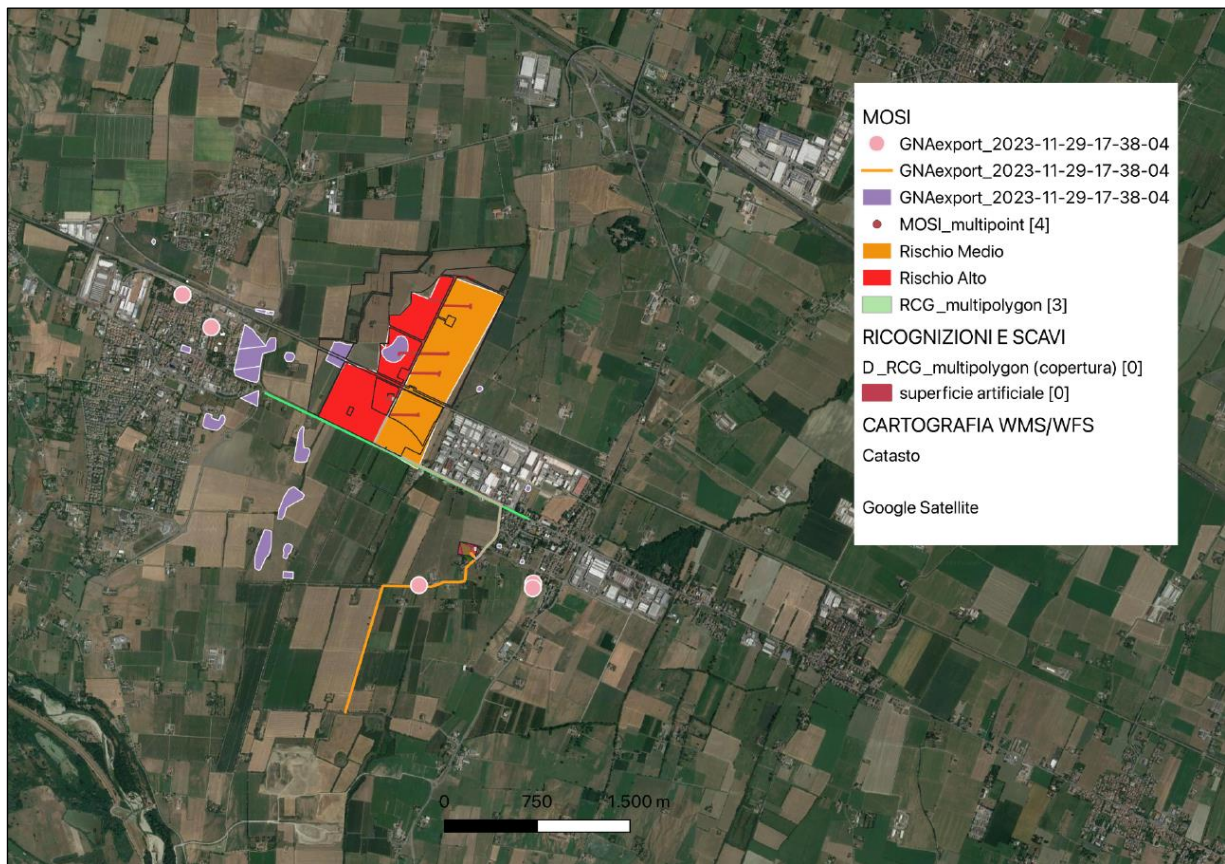 MOSI
GNAexport_2023-11-29-17-38-04
GNAexport_2023-11-29-17-38-04
GNAexport_2023-11-29-17-38-04
MOSI_multipoint [4]
Rischio Medio
Rischio Alto
RCG_multipolygon [3]
RICOGNIZIONI E SCAVI
D_RCG_multipolygon (copertura) [0]
superficie artificiale [0]
CARTOGRAFIA WMS/WFS
Catasto
Google Satellite
0 750 1.500 m